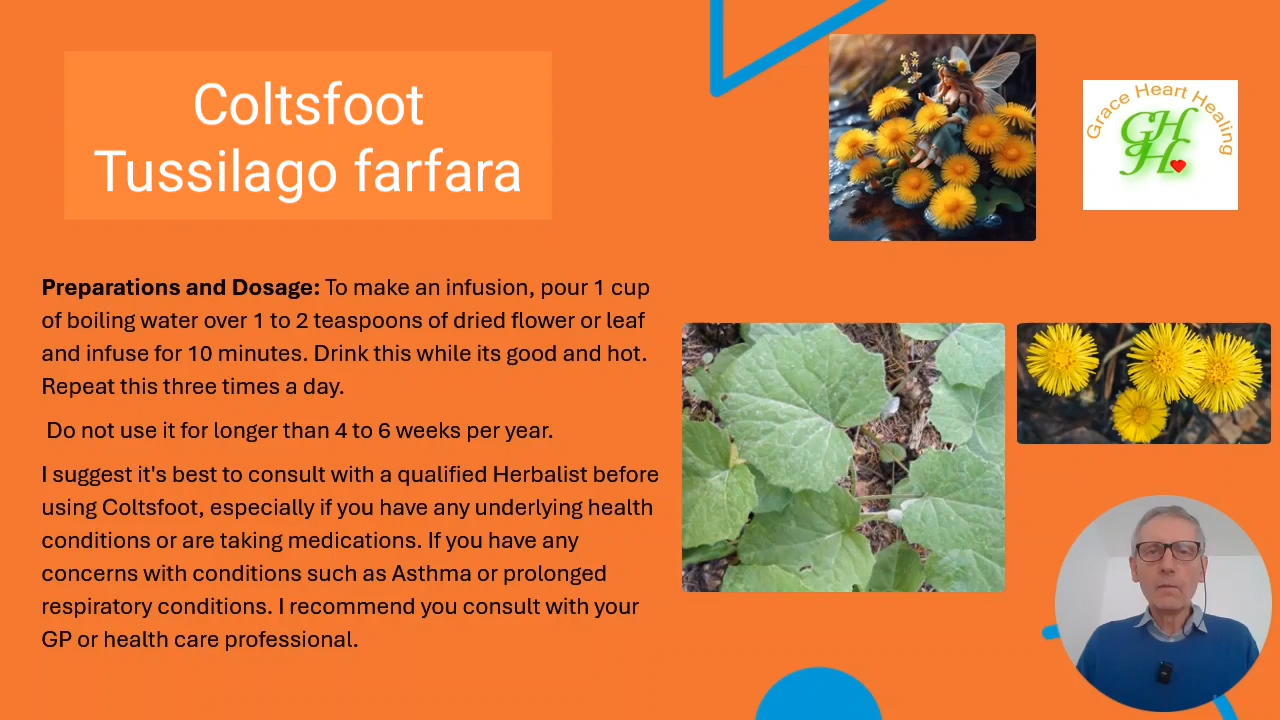 Coltsfoot
Tussilago farfara
Grace Heart Healing
GH
H
Preparations and Dosage: To make an infusion, pour 1 cup
of boiling water over 1 to 2 teaspoons of dried flower or leaf
and infuse for 10 minutes. Drink this while its good and hot.
Repeat this three times a day.
Do not use it for longer than 4 to 6 weeks per year.
I suggest it's best to consult with a qualified Herbalist before
using Coltsfoot, especially if you have any underlying health
conditions or are taking medications. If you have any
concerns with conditions such as Asthma or prolonged
respiratory conditions. I recommend you consult with your
GP or health care professional.